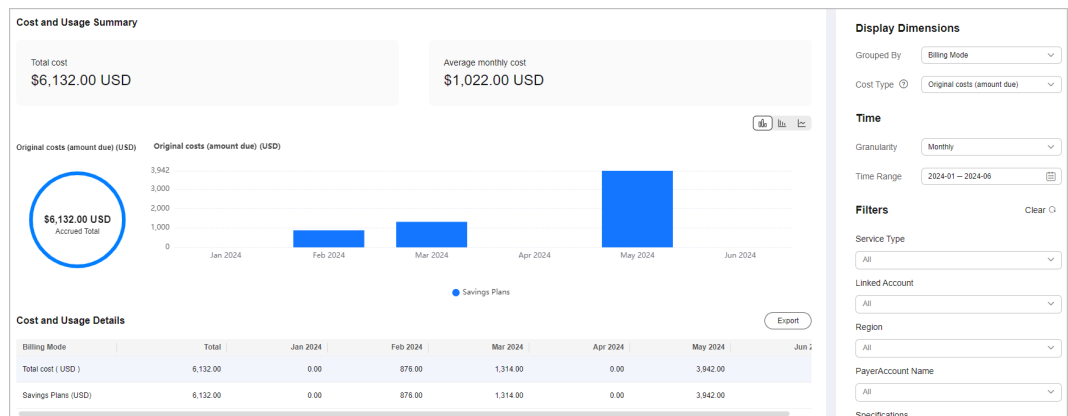 Cost and Usage Summary
Total cost
$6,132.00 USD
Average monthly cost
$1,022.00 USD
Original costs (amount due) (USD)
$6,132.00 USD
Accrued Total
Original costs (amount due) (USD)
3,942
3,000
2,000
1,000
0
Jan 2024 Feb 2024 Mar 2024 Apr 2024 May 2024 Jun 2024
Savings Plans
Cost and Usage Details
Export
Billing Mode Total Jan 2024 Feb 2024 Mar 2024 Apr 2024 May 2024 Jun 2
Total cost ( USD ) 6,132.00 0.00 876.00 1,314.00 0.00 3,942.00
Savings Plans (USD) 6,132.00 0.00 876.00 1,314.00 0.00 3,942.00
Display Dimensions
Grouped By Billing Mode
Cost Type ? Original costs (amount due)
Time
Granularity Monthly
Time Range 2024-01 — 2024-06
Filters Clear
Service Type
All
Linked Account
All
Region
All
PayerAccount Name
All
Specifications